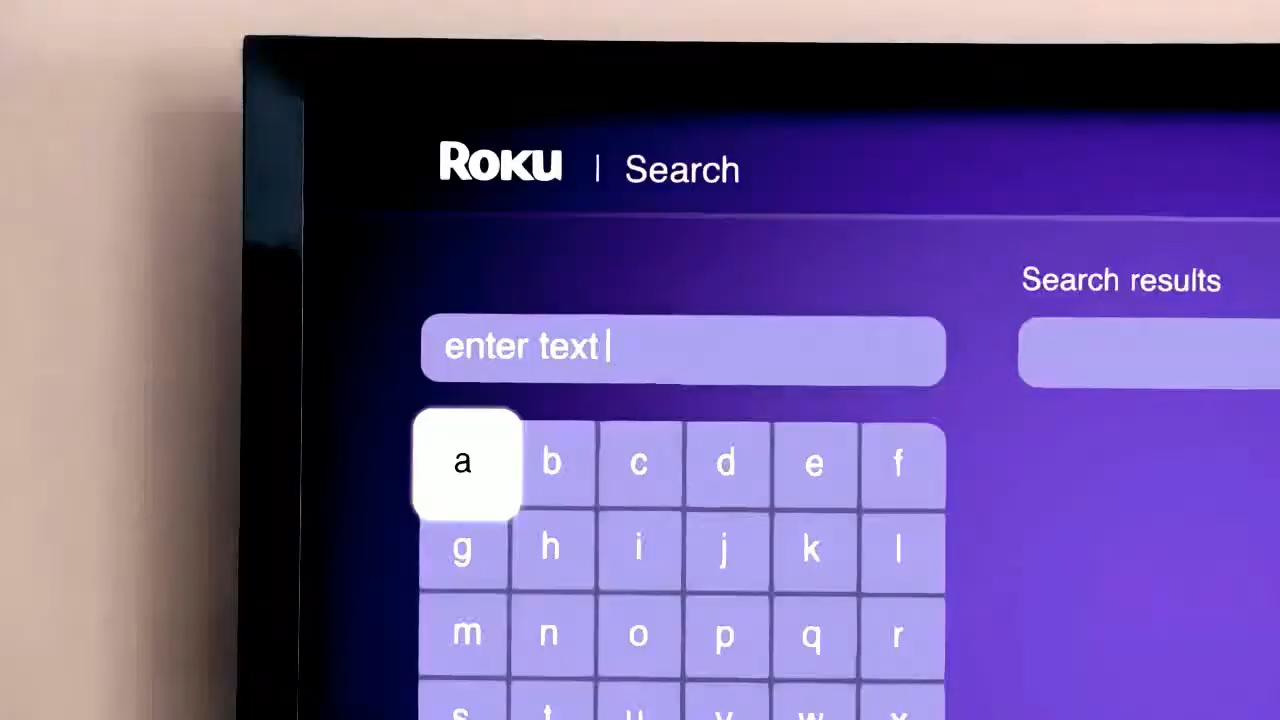 Roku | Search
Search results
enter text
a b c d e f
g h i j k l
m n o p q r
s t u v w x